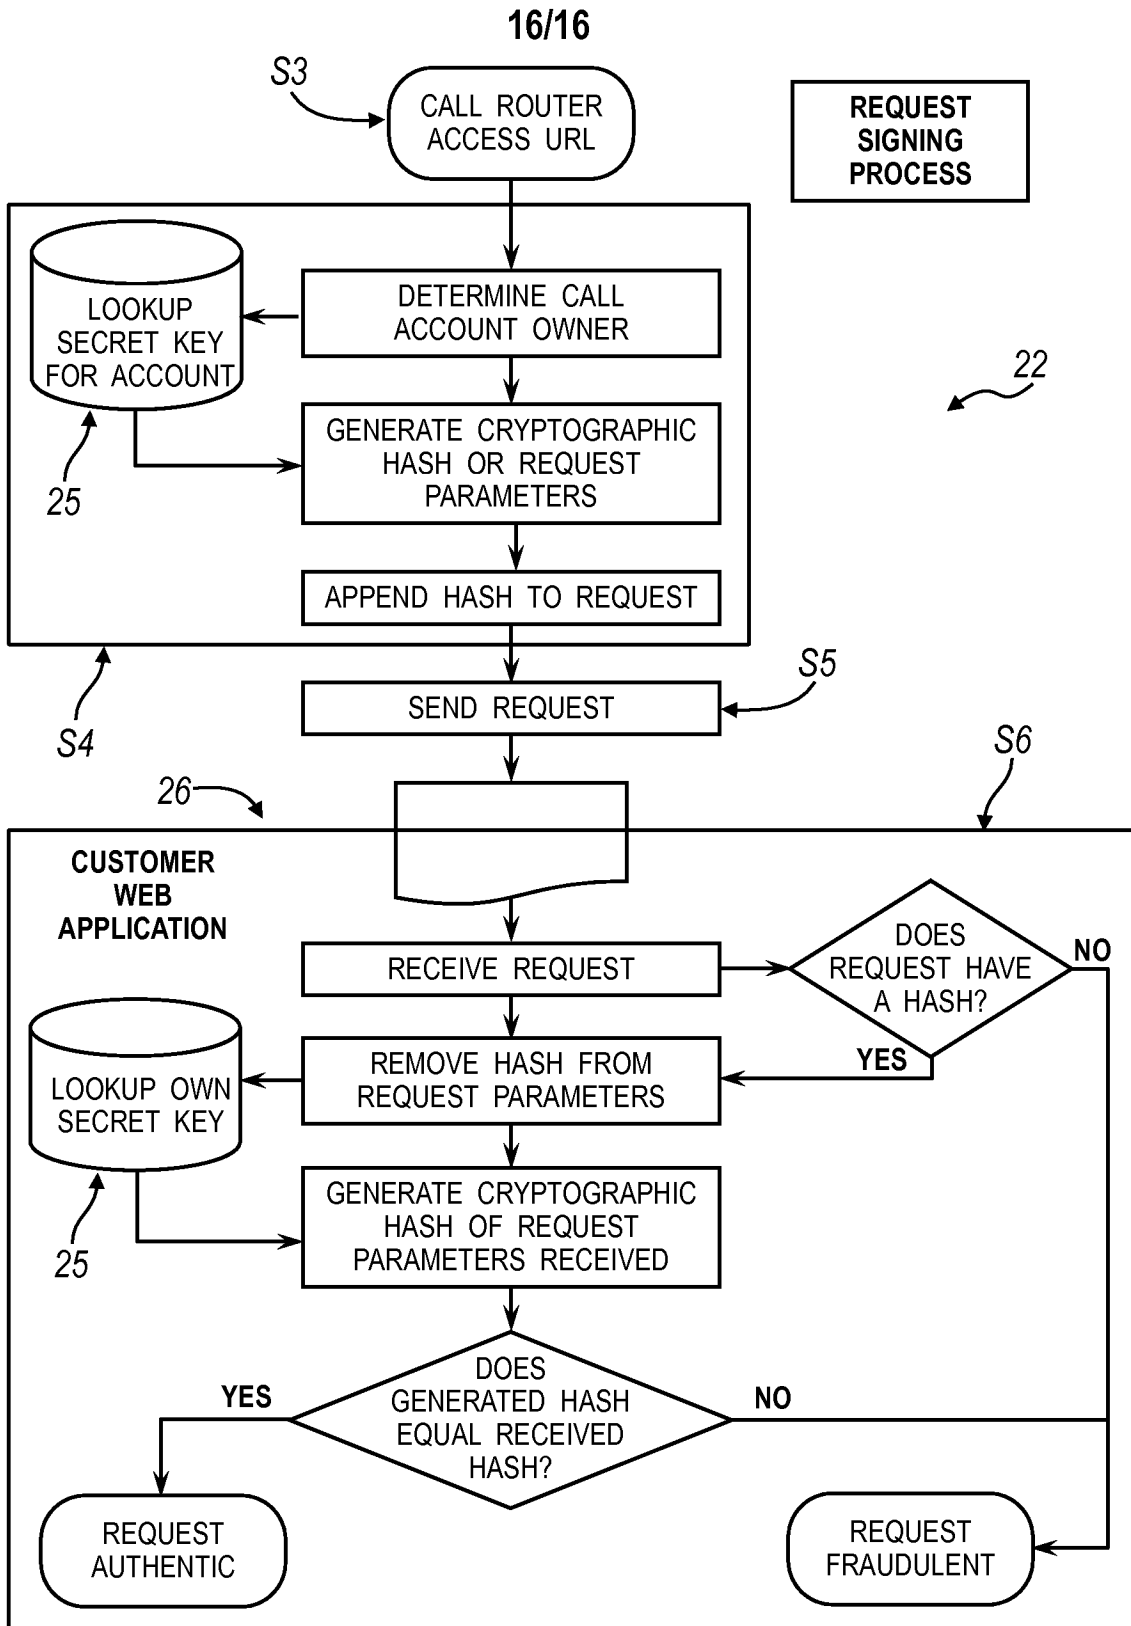 16/16
S3
CALL ROUTER
ACCESS URL
REQUEST
SIGNING
PROCESS
LOOKUP
SECRET KEY
FOR ACCOUNT
DETERMINE CALL
ACCOUNT OWNER
22
GENERATE CRYPTOGRAPHIC
HASH OR REQUEST
PARAMETERS
25
APPEND HASH TO REQUEST
S4
SEND REQUEST
S5
26
S6
CUSTOMER
WEB
APPLICATION
RECEIVE REQUEST
DOES
REQUEST HAVE
A HASH?
NO
YES
REMOVE HASH FROM
REQUEST PARAMETERS
LOOKUP OWN
SECRET KEY
25
GENERATE CRYPTOGRAPHIC
HASH OF REQUEST
PARAMETERS RECEIVED
DOES
GENERATED HASH
EQUAL RECEIVED
HASH?
YES
NO
REQUEST
AUTHENTIC
REQUEST
FRAUDULENT